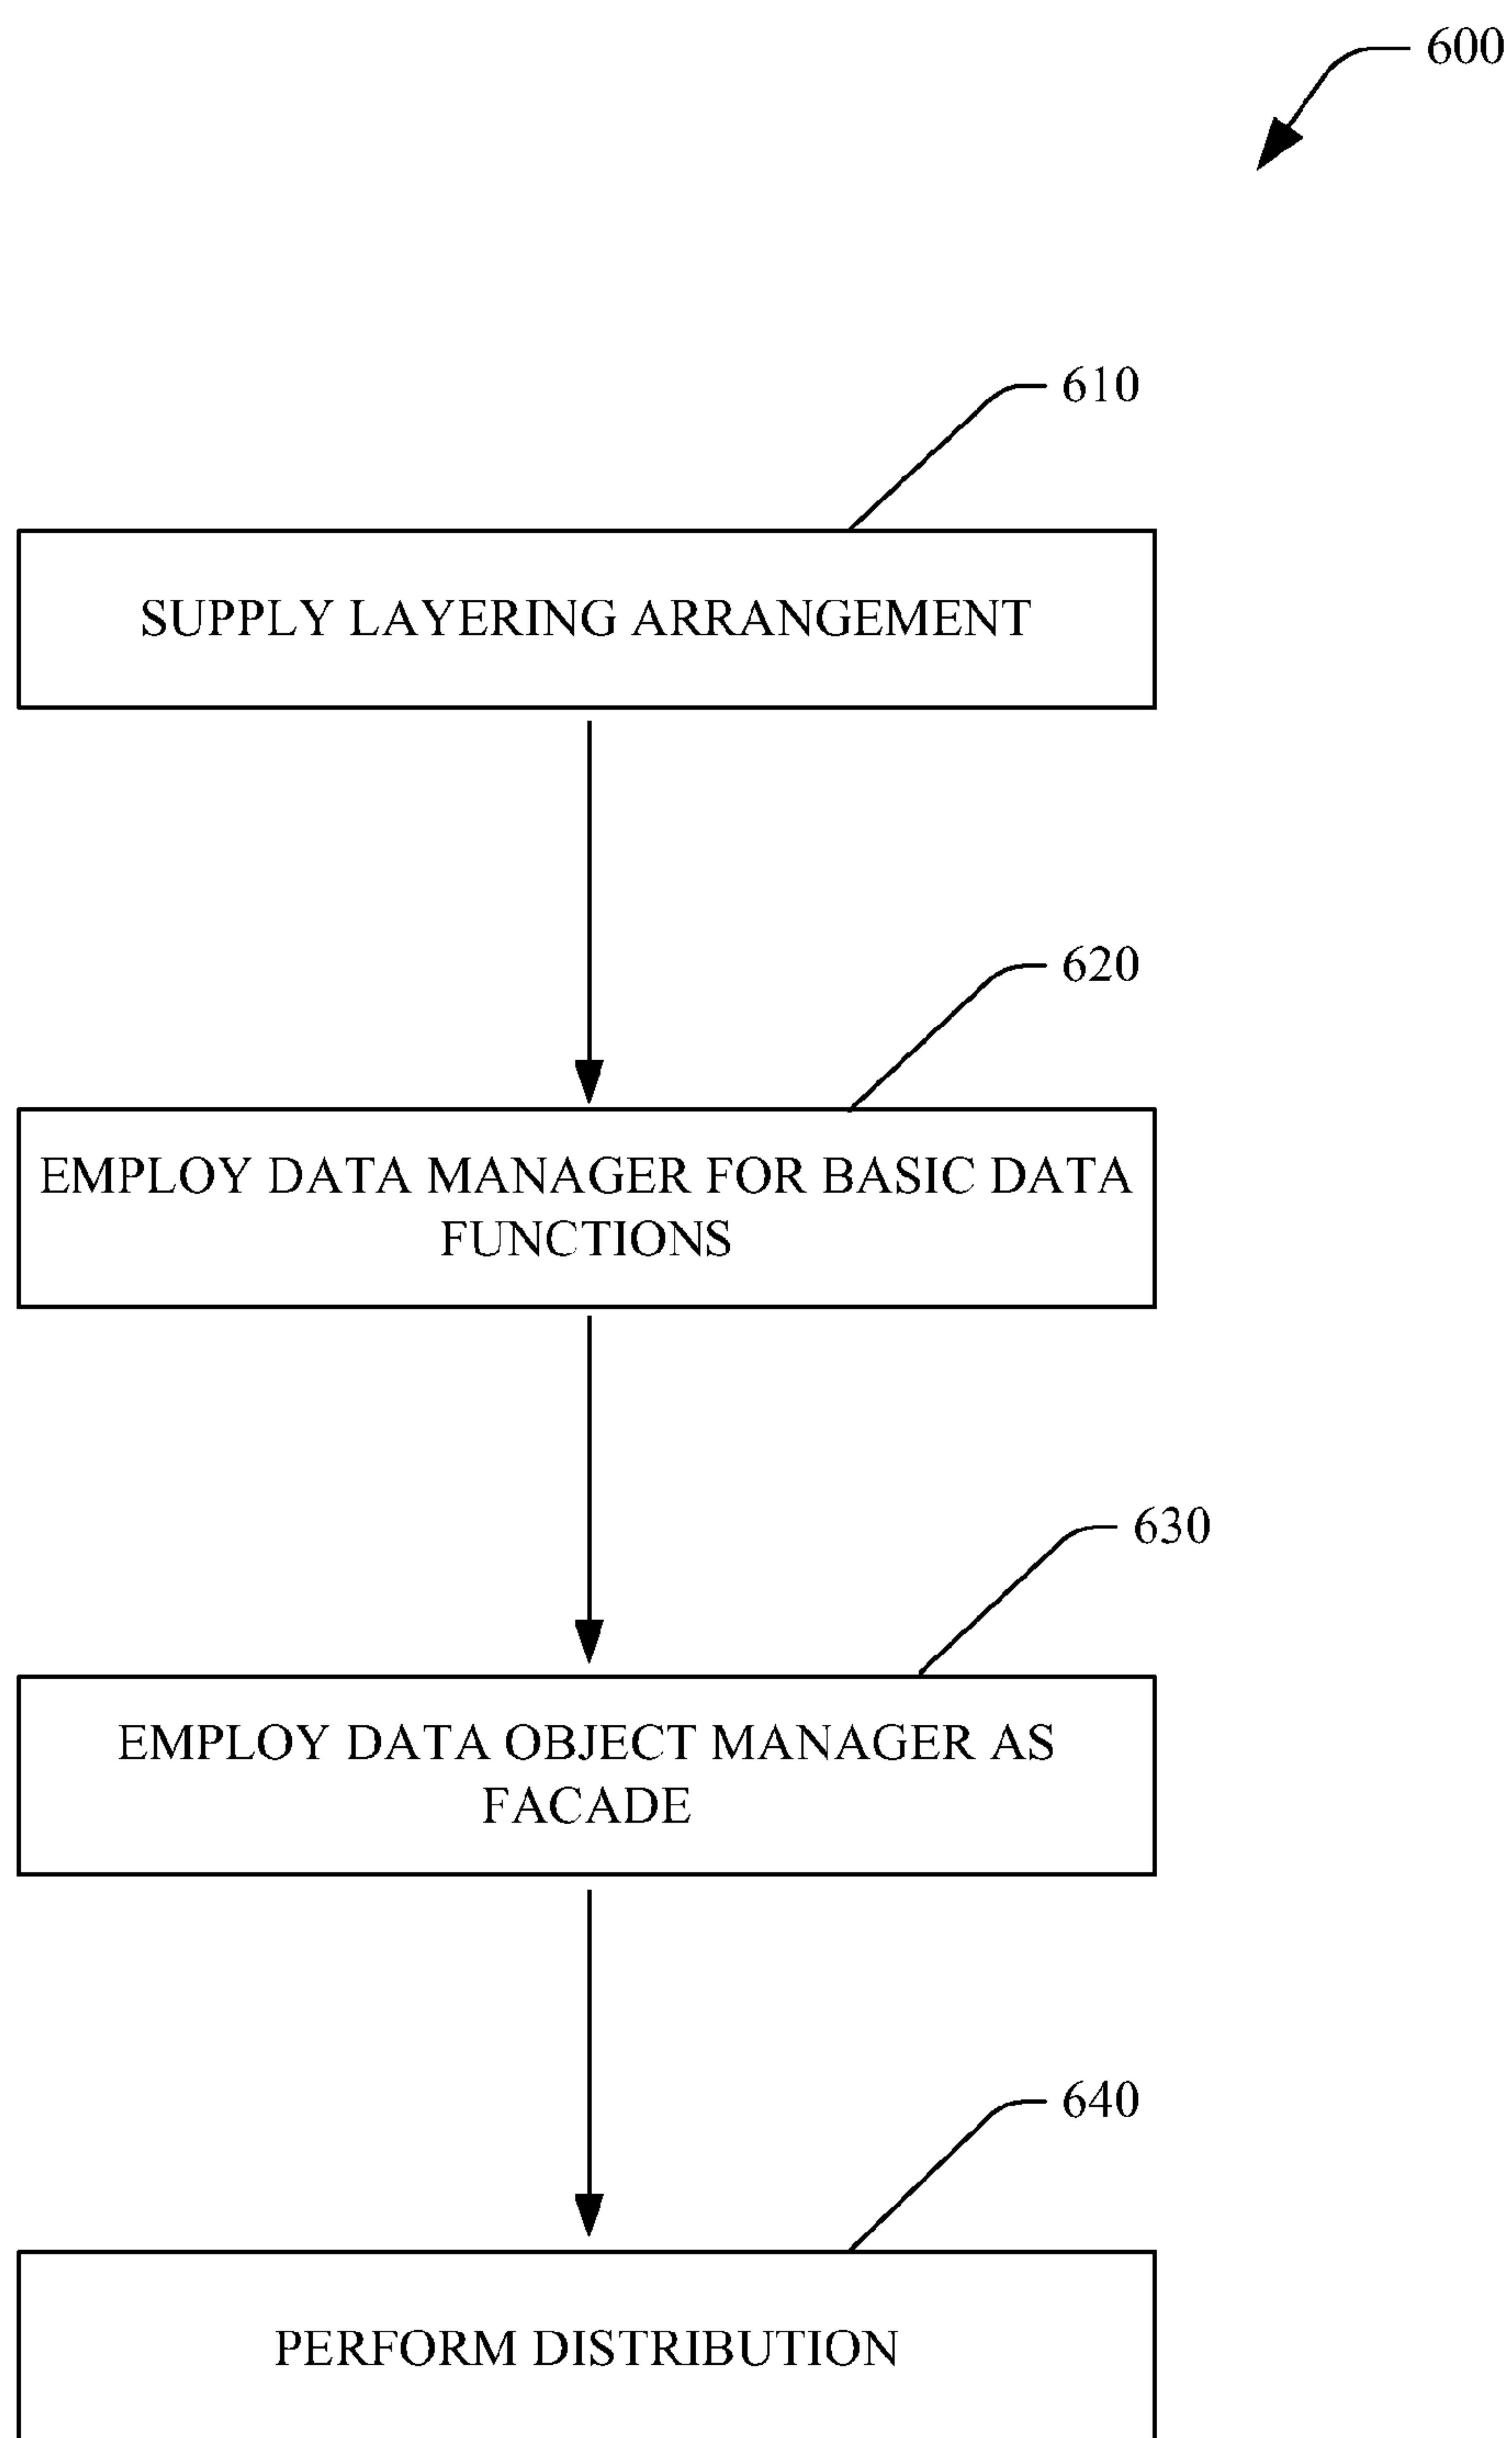 600
610
SUPPLY LAYERING ARRANGEMENT
620
EMPLOY DATA MANAGER FOR BASIC DATA
FUNCTIONS
630
EMPLOY DATA OBJECT MANAGER AS
FACADE
640
PERFORM DISTRIBUTION